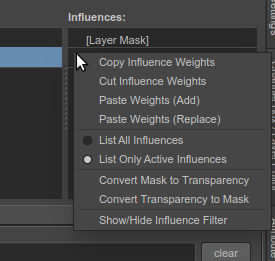 Influences:
[Layer Mask]
Copy Influence Weights
Cut Influence Weights
Paste Weights (Add)
Paste Weights (Replace)
List All Influences
List Only Active Influences
Convert Mask to Transparency
Convert Transparency to Mask
Show/Hide Influence Filter
clear